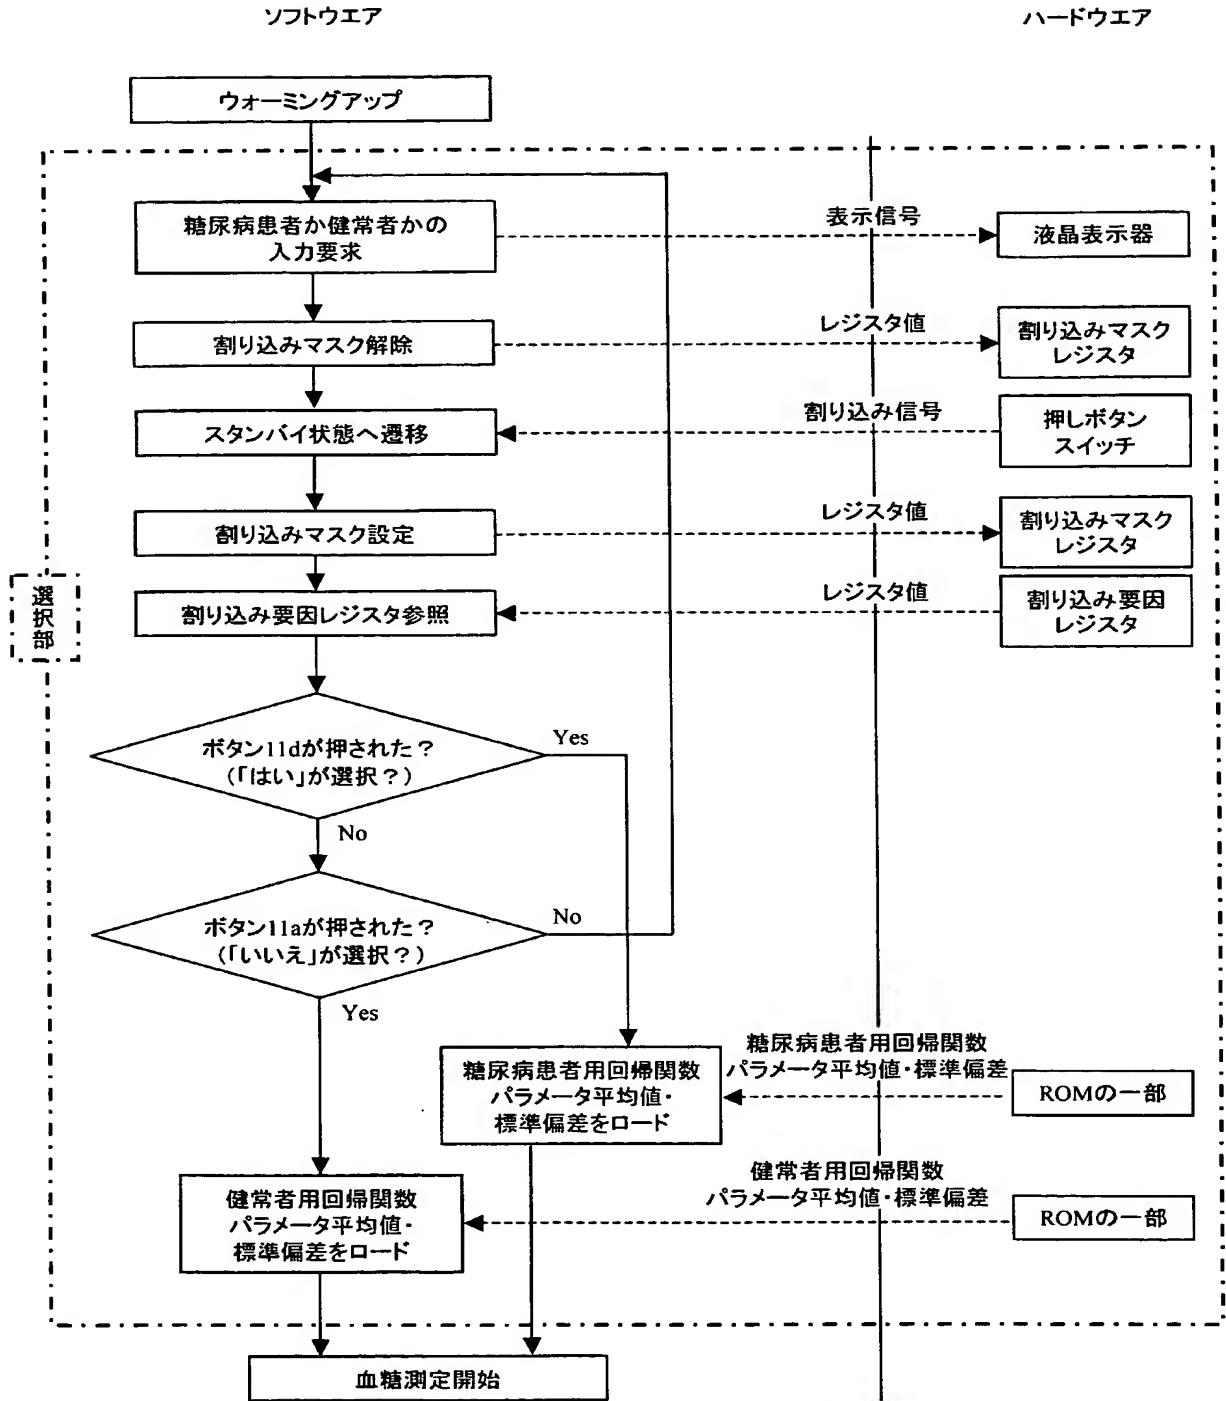 ソフトウエア
ハードウエア
ウォーミングアップ
糖尿病患者か健常者かの
入力要求
表示信号
液晶表示器
割り込みマスク解除
レジスタ値
割り込みマスク
レジスタ
スタンバイ状態へ遷移
割り込み信号
押しボタン
スイッチ
割り込みマスク設定
レジスタ値
割り込みマスク
レジスタ
選択部
割り込み要因レジスタ参照
レジスタ値
割り込み要因
レジスタ
ボタン11dが押された？
(「はい」が選択？)
Yes
No
ボタン11aが押された？
(「いいえ」が選択？)
No
Yes
糖尿病患者用回帰関数
パラメータ平均値・
標準偏差をロード
糖尿病患者用回帰関数
パラメータ平均値・標準偏差
ROMの一部
健常者用回帰関数
パラメータ平均値・
標準偏差をロード
健常者用回帰関数
パラメータ平均値・標準偏差
ROMの一部
血糖測定開始